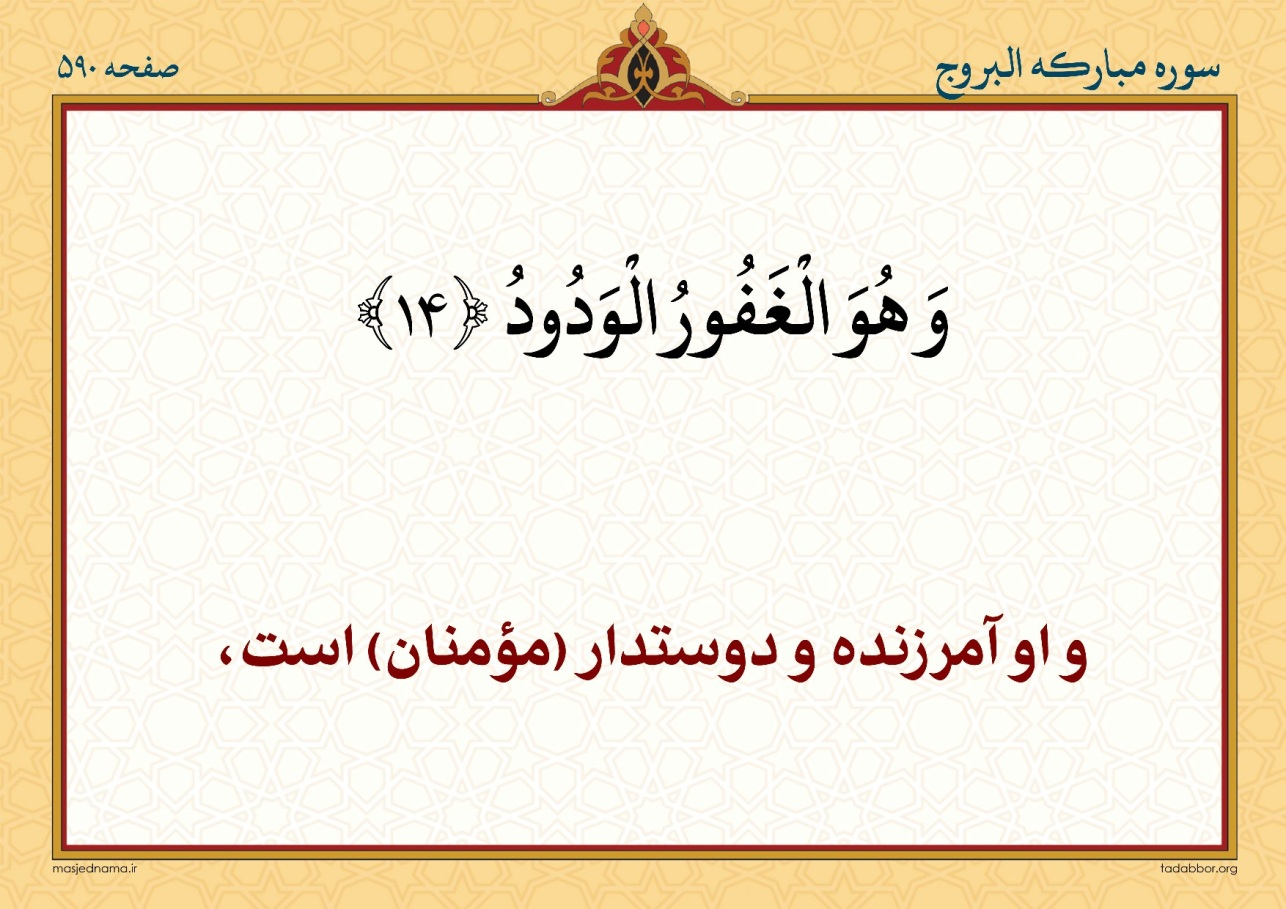 سوره مبارکه البروج
صفحه ۵۹۰
وَ هُوَ الْغَفُورُ الْوَدُودُ ﴿۱۴﴾
و او آمرزنده و دوستدار (مؤمنان) است،
masjednama.ir
tadabbor.org